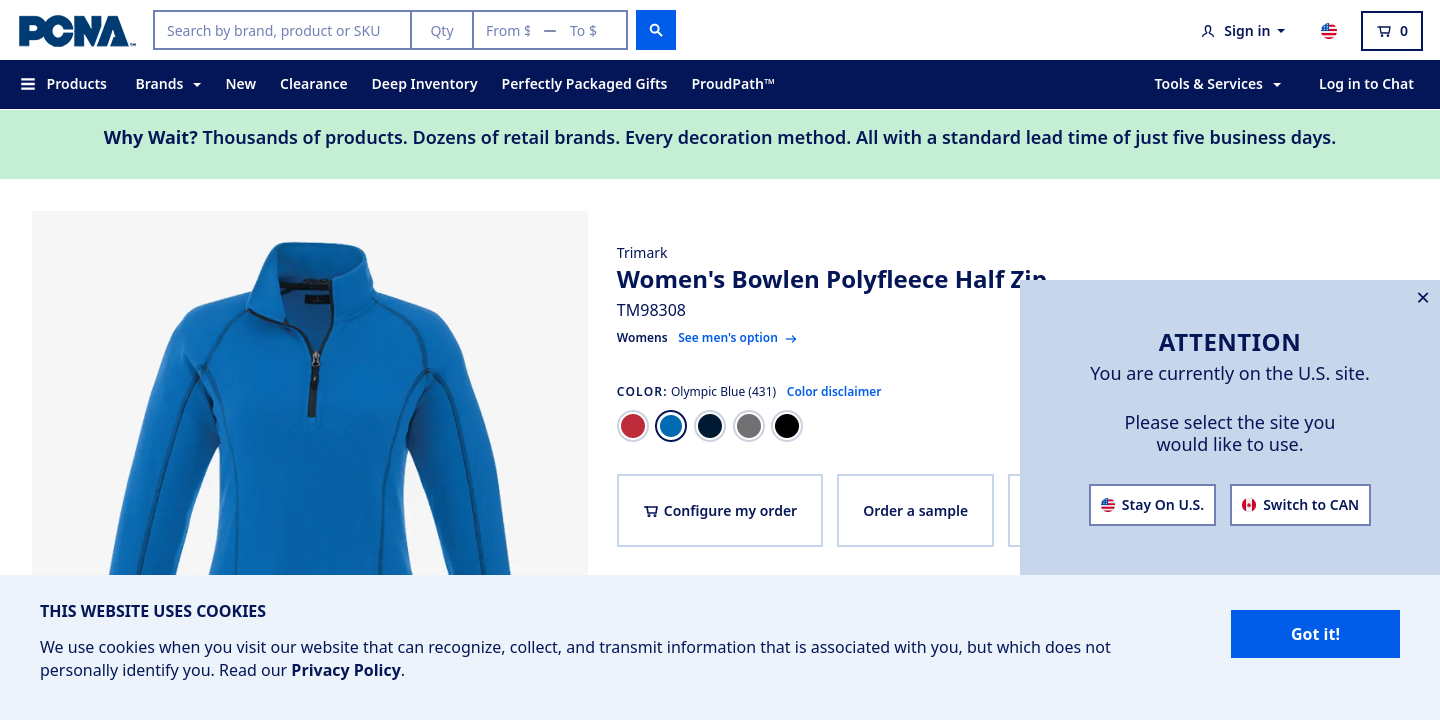 PCNA™
Search by brand, product or SKU
Qty
From $ — To $
Sign in
0
Products
Brands
New
Clearance
Deep Inventory
Perfectly Packaged Gifts
ProudPath™
Tools & Services
Log in to Chat
Why Wait? Thousands of products. Dozens of retail brands. Every decoration method. All with a standard lead time of just five business days.
Trimark
Women's Bowlen Polyfleece Half Zip
TM98308
Womens See men's option →
COLOR: Olympic Blue (431) Color disclaimer
Configure my order
Order a sample
ATTENTION
You are currently on the U.S. site.
Please select the site you
would like to use.
Stay On U.S.
Switch to CAN
THIS WEBSITE USES COOKIES
We use cookies when you visit our website that can recognize, collect, and transmit information that is associated with you, but which does not
personally identify you. Read our Privacy Policy.
Got it!